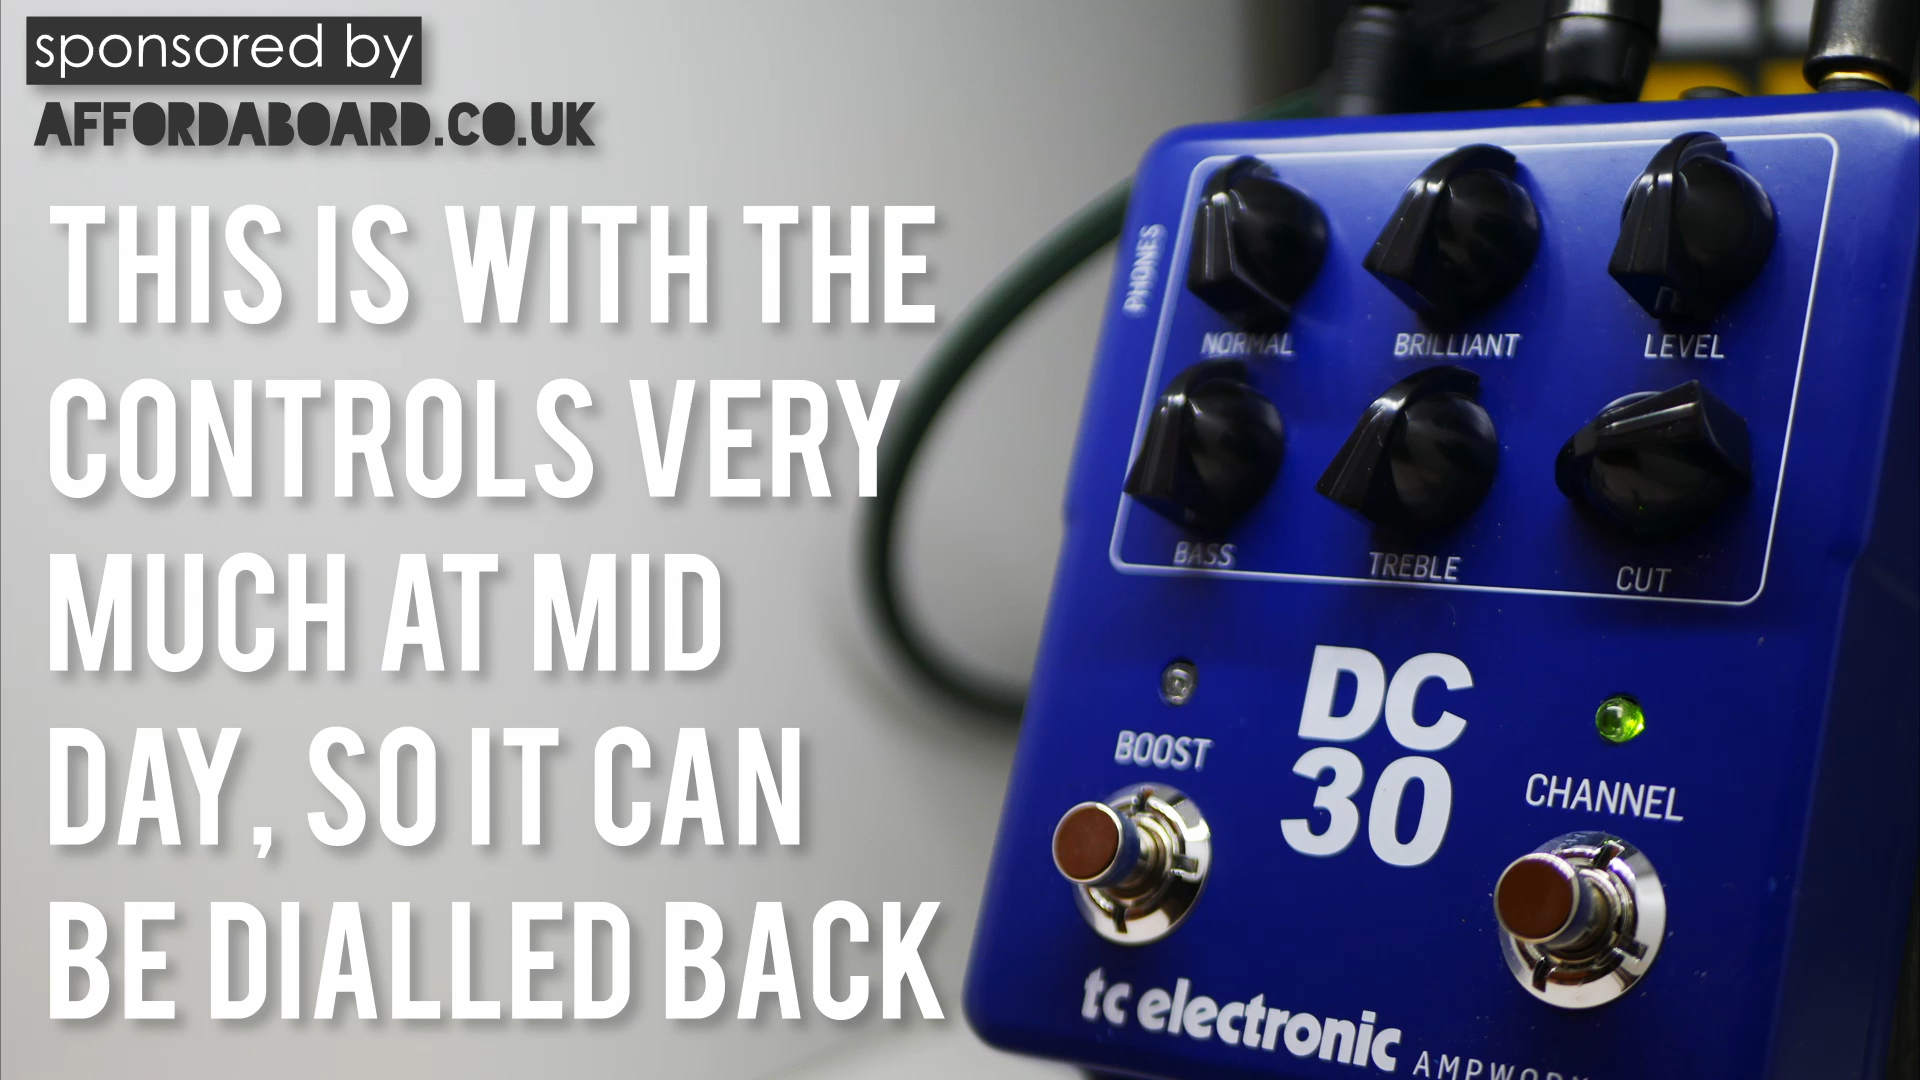 sponsored by
AFFORDABOARD.CO.UK
THIS IS WITH THE
CONTROLS VERY
MUCH AT MID
DAY, SO IT CAN
BE DIALLED BACK
PHONES
NORMAL BRILLIANT LEVEL
BASS TREBLE CUT
DC
30
BOOST
CHANNEL
tc electronic